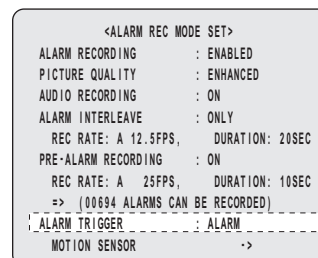 <ALARM REC MODE SET>
ALARM RECORDING : ENABLED
PICTURE QUALITY : ENHANCED
AUDIO RECORDING : ON
ALARM INTERLEAVE : ONLY
REC RATE: A 12.5FPS, DURATION: 20SEC
PRE-ALARM RECORDING : ON
REC RATE: A 25FPS, DURATION: 10SEC
=> (00694 ALARMS CAN BE RECORDED)
ALARM TRIGGER : ALARM
MOTION SENSOR ->